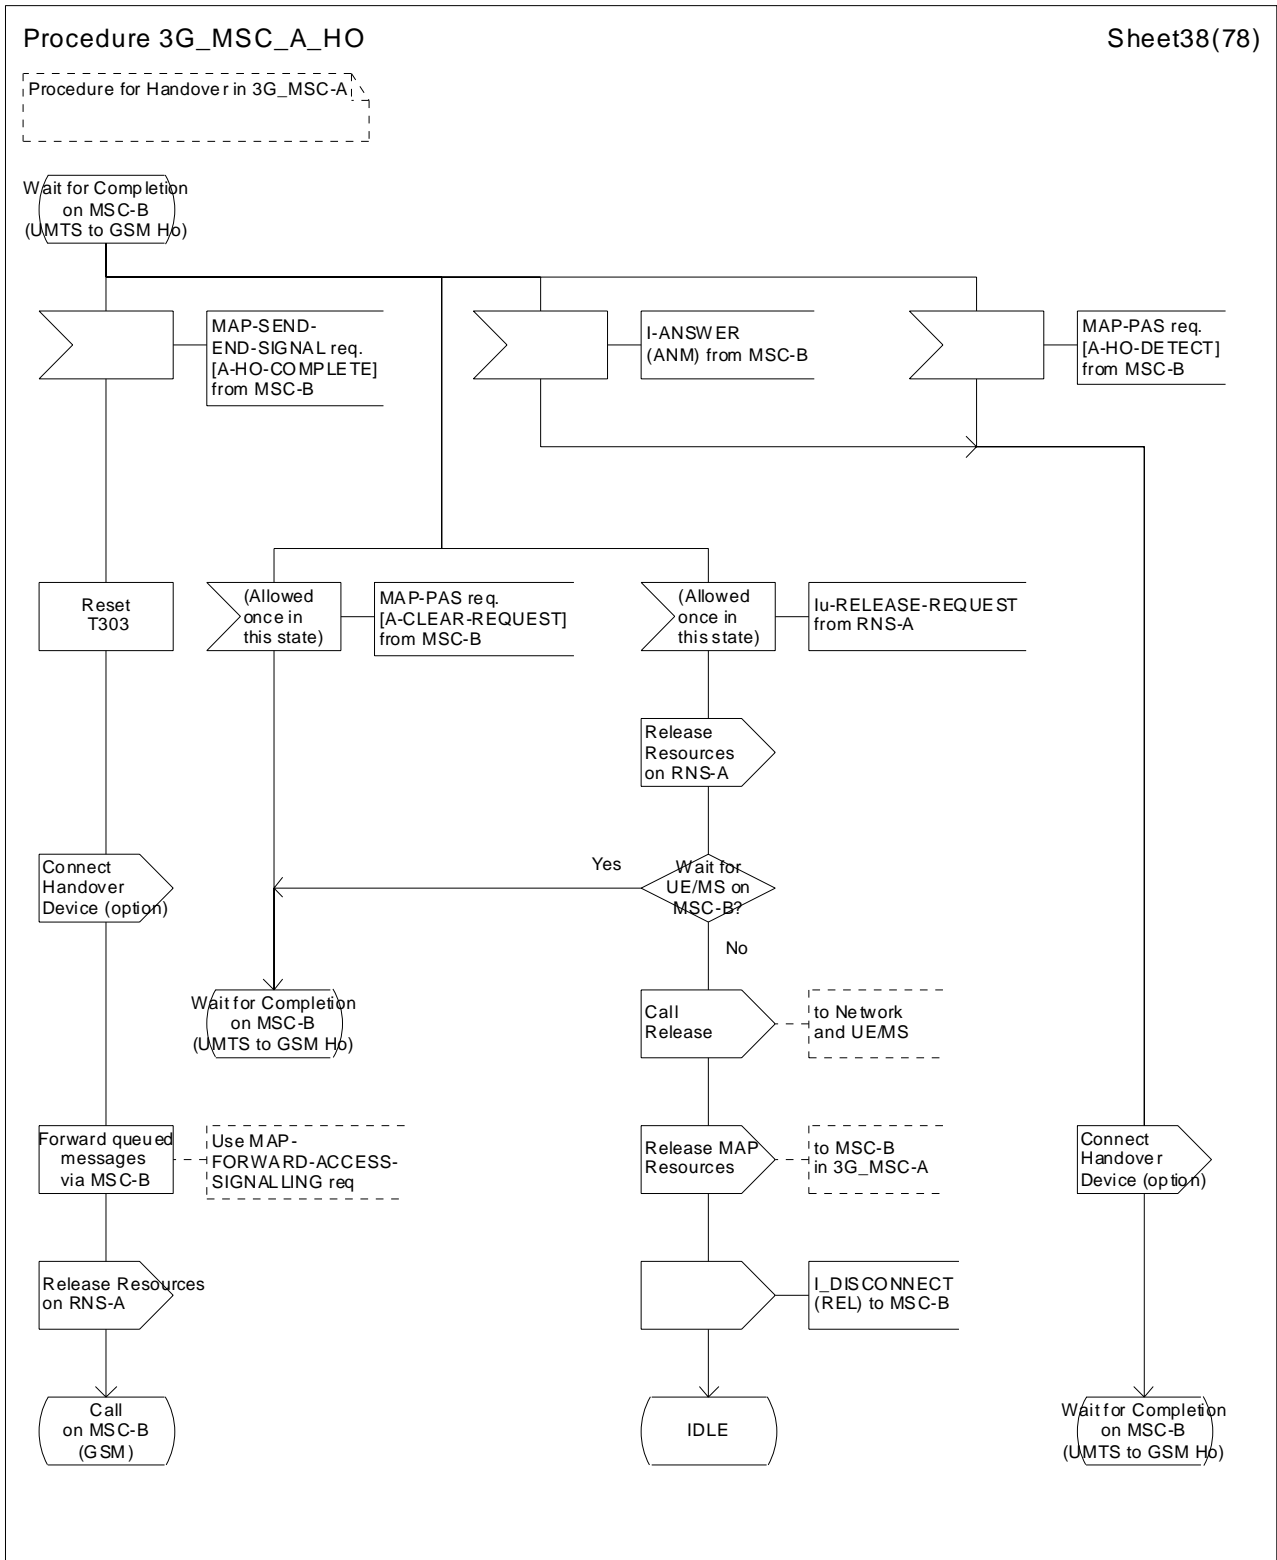 Procedure 3G_MSC_A_HO
Sheet38(78)
Procedure for Handover in 3G_MSC-A
Wait for Completion
on MSC-B
(UMTS to GSM Ho)
MAP-SEND-
END-SIGNAL req.
[A-HO-COMPLETE]
from MSC-B
I-ANSWER
(ANM) from MSC-B
MAP-PAS req.
[A-HO-DETECT]
from MSC-B
Reset
T303
(Allowed
once in
this state)
MAP-PAS req.
[A-CLEAR-REQUEST]
from MSC-B
(Allowed
once in
this state)
Iu-RELEASE-REQUEST
from RNS-A
Release
Resources
on RNS-A
Connect
Handover
Device (option)
Yes
Wait for
UE/MS on
MSC-B?
No
Wait for Completion
on MSC-B
(UMTS to GSM Ho)
Call
Release
to Network
and UE/MS
Forward queued
messages
via MSC-B
Use MAP-
FORWARD-ACCESS-
SIGNALLING req
Release MAP
Resources
to MSC-B
in 3G_MSC-A
Connect
Handover
Device (option)
Release Resources
on RNS-A
I_DISCONNECT
(REL) to MSC-B
Call
on MSC-B
(GSM)
IDLE
Wait for Completion
on MSC-B
(UMTS to GSM Ho)